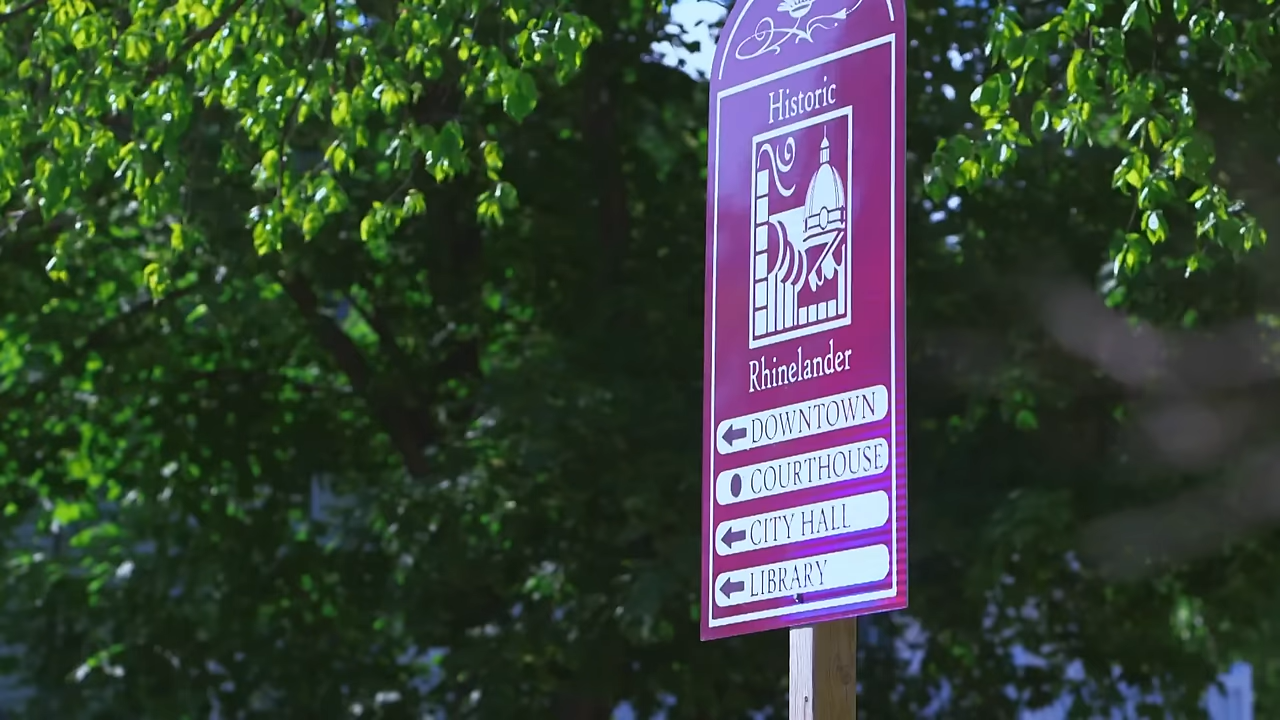 Historic
Rhinelander
DOWNTOWN
COURTHOUSE
CITY HALL
LIBRARY